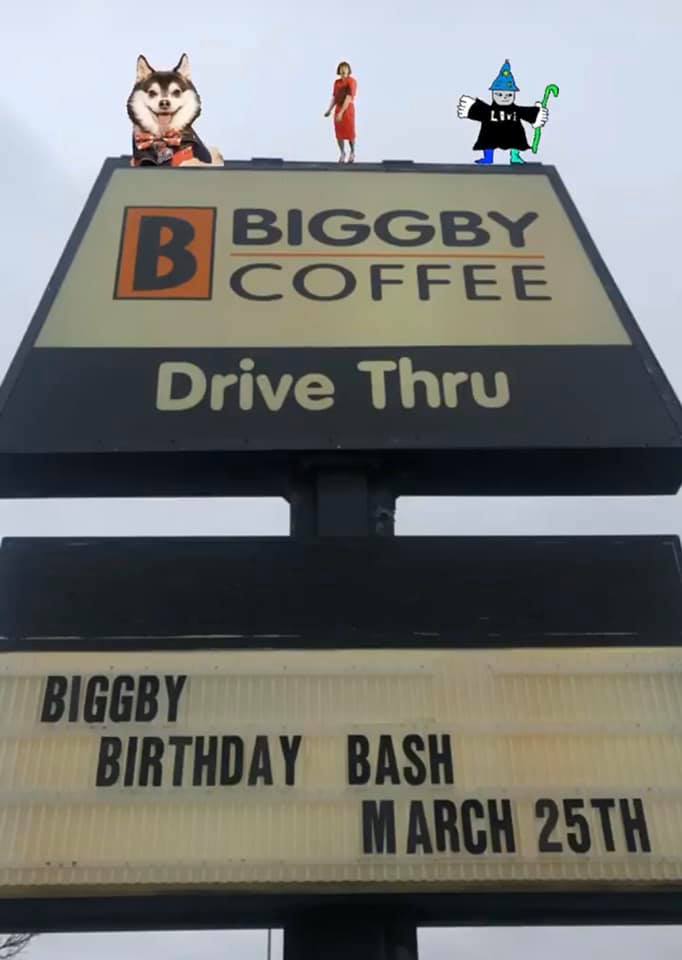 B
BIGGBY
COFFEE
Drive Thru
BIGGBY
BIRTHDAY BASH
MARCH 25TH